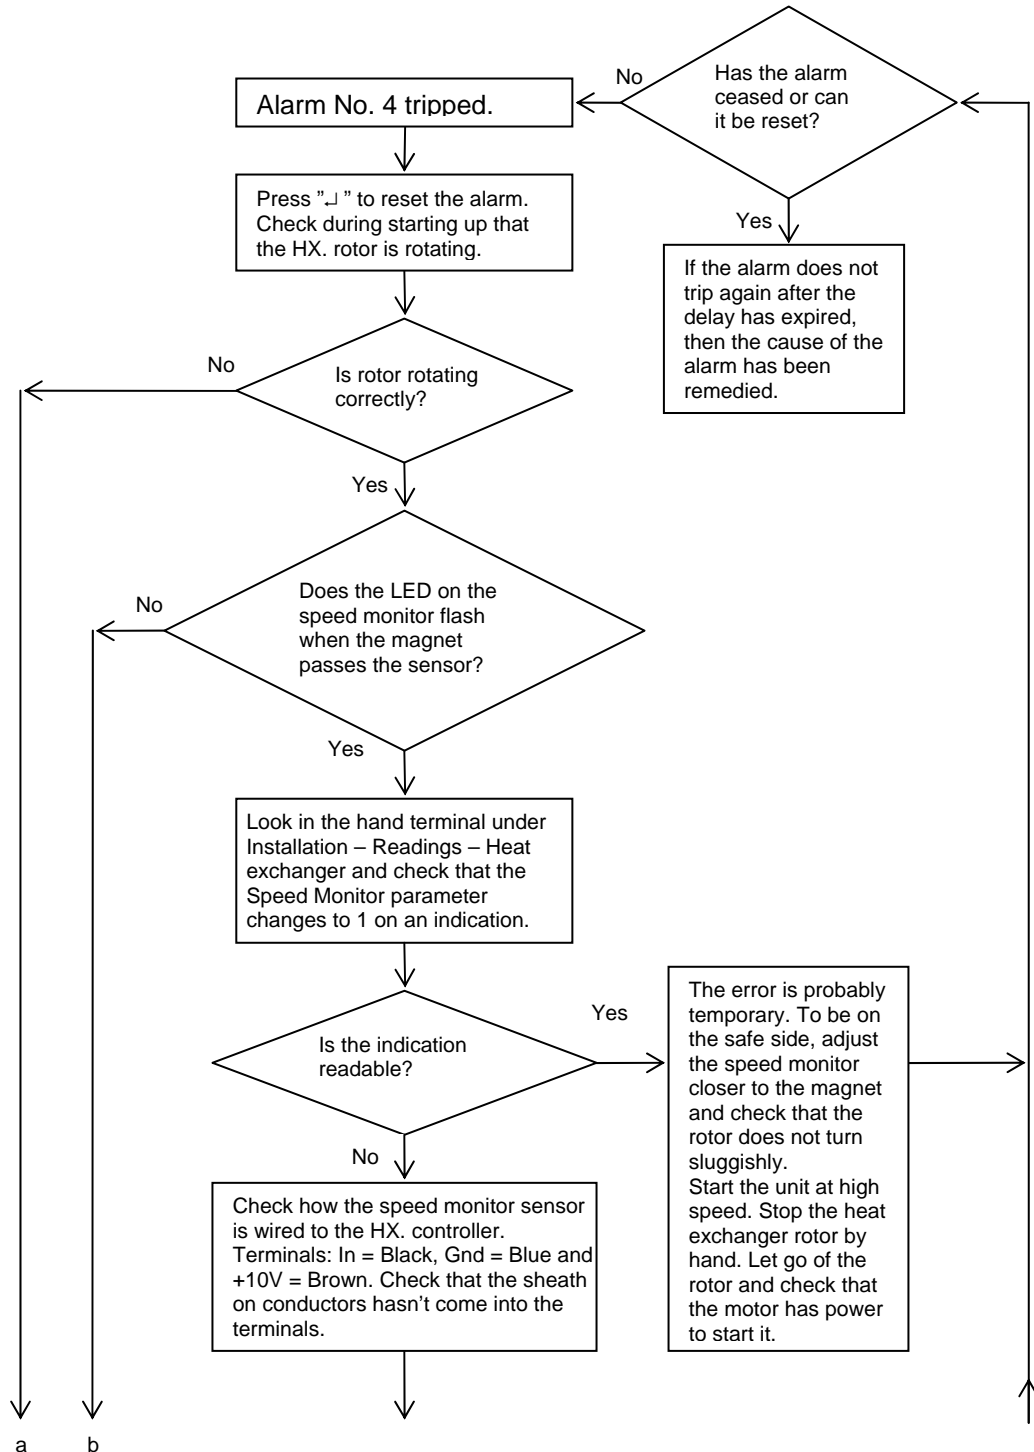 Alarm No. 4 tripped.
No
Has the alarm
ceased or can
it be reset?
Press ”↵ ” to reset the alarm.
Check during starting up that
the HX. rotor is rotating.
Yes
If the alarm does not
trip again after the
delay has expired,
then the cause of the
alarm has been
remedied.
No
Is rotor rotating
correctly?
Yes
No
Does the LED on the
speed monitor flash
when the magnet
passes the sensor?
Yes
Look in the hand terminal under
Installation – Readings – Heat
exchanger and check that the
Speed Monitor parameter
changes to 1 on an indication.
Is the indication
readable?
Yes
The error is probably
temporary. To be on
the safe side, adjust
the speed monitor
closer to the magnet
and check that the
rotor does not turn
sluggishly.
Start the unit at high
speed. Stop the heat
exchanger rotor by
hand. Let go of the
rotor and check that
the motor has power
to start it.
No
Check how the speed monitor sensor
is wired to the HX. controller.
Terminals: In = Black, Gnd = Blue and
+10V = Brown. Check that the sheath
on conductors hasn’t come into the
terminals.
a
b